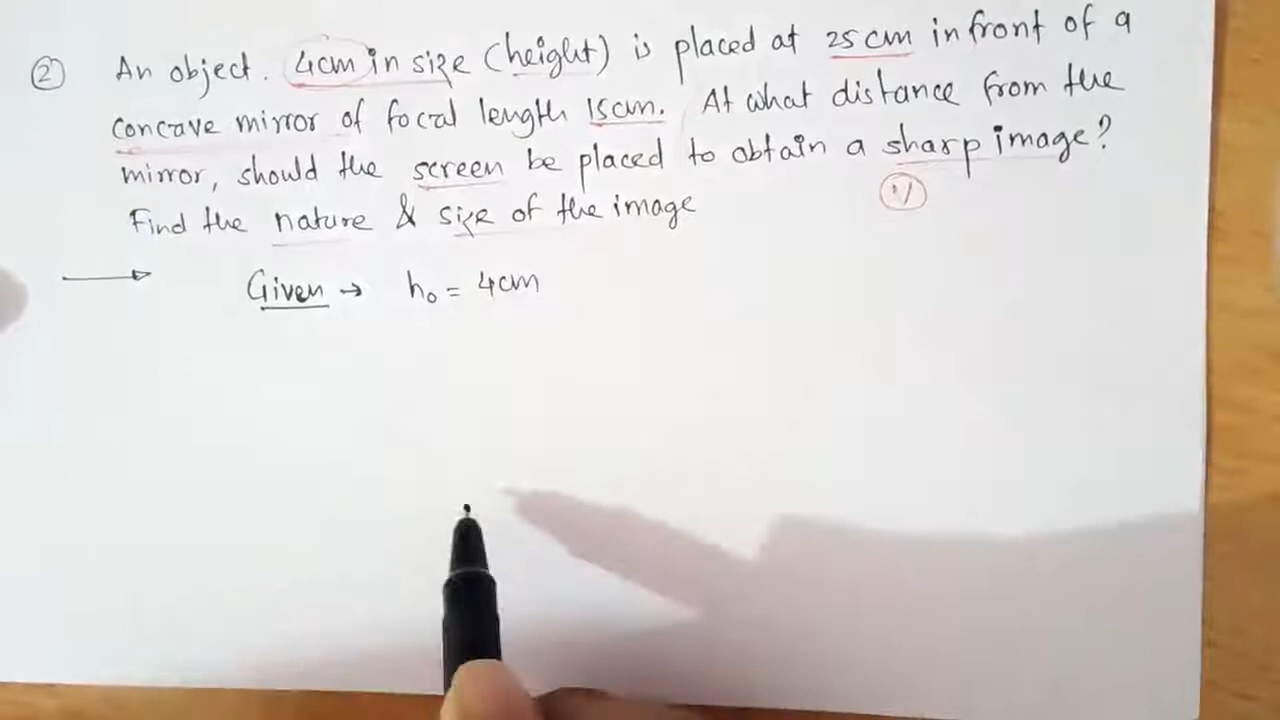 ② An object. 4cm in size (height) is placed at 25cm in front of a
concave mirror of focal length 15cm. At what distance from the
mirror, should the screen be placed to obtain a sharp image?
Find the nature & size of the image
Given → h₀ = 4cm